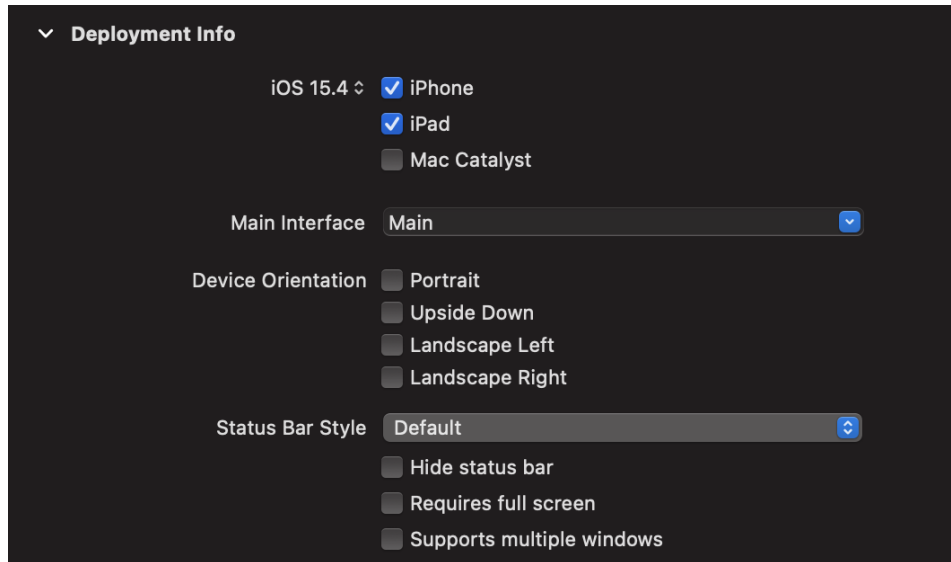 Deployment Info
iOS 15.4 iPhone
iPad
Mac Catalyst
Main Interface Main
Device Orientation Portrait
Upside Down
Landscape Left
Landscape Right
Status Bar Style Default
Hide status bar
Requires full screen
Supports multiple windows